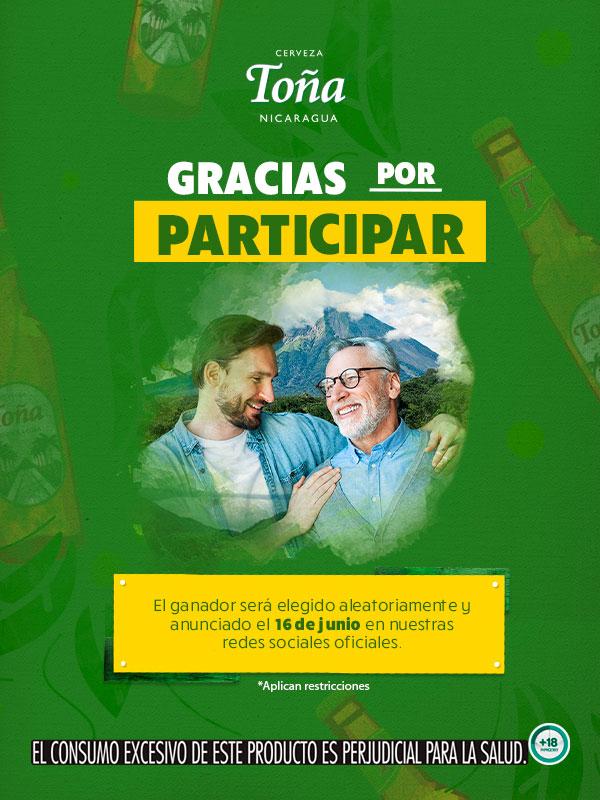 CERVEZA
Toña
NICARAGUA
GRACIAS POR
PARTICIPAR
Toña
T
El ganador será elegido aleatoriamente y
anunciado el 16 de junio en nuestras
redes sociales oficiales.
*Aplican restricciones
EL CONSUMO EXCESIVO DE ESTE PRODUCTO ES PERJUDICIAL PARA LA SALUD.
+18